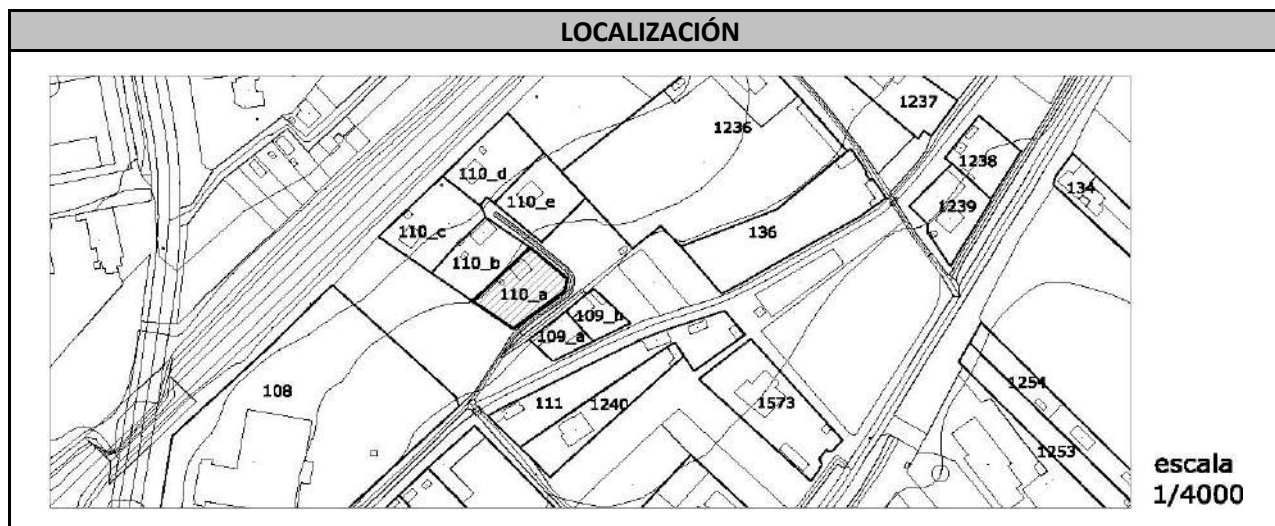 LOCALIZACIÓN
1237
1236
1238
110_d
134
110_e
1239
110_c
136
110_b
110_a
109_b
109_a
108
111
1240
1573
1254
1253
escala
1/4000